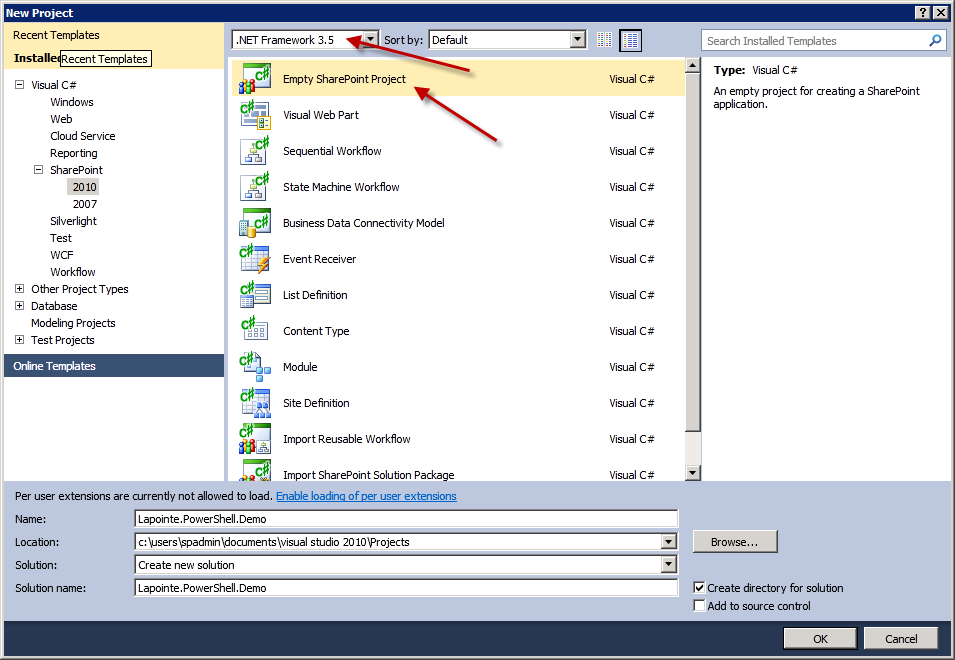 New Project
Recent Templates
Installed
Recent Templates
Visual C#
Windows
Web
Cloud Service
Reporting
SharePoint
2010
2007
Silverlight
Test
WCF
Workflow
Other Project Types
Database
Modeling Projects
Test Projects
Online Templates
.NET Framework 3.5
Sort by: Default
Search Installed Templates
Empty SharePoint Project Visual C#
Visual Web Part Visual C#
Sequential Workflow Visual C#
State Machine Workflow Visual C#
Business Data Connectivity Model Visual C#
Event Receiver Visual C#
List Definition Visual C#
Content Type Visual C#
Module Visual C#
Site Definition Visual C#
Import Reusable Workflow Visual C#
Import SharePoint Solution Package Visual C#
Type: Visual C#
An empty project for creating a SharePoint
application.
Per user extensions are currently not allowed to load. Enable loading of per user extensions
Name: Lapointe.PowerShell.Demo
Location: c:\users\spadmin\documents\visual studio 2010\Projects
Browse...
Solution: Create new solution
Solution name: Lapointe.PowerShell.Demo
Create directory for solution
Add to source control
OK
Cancel